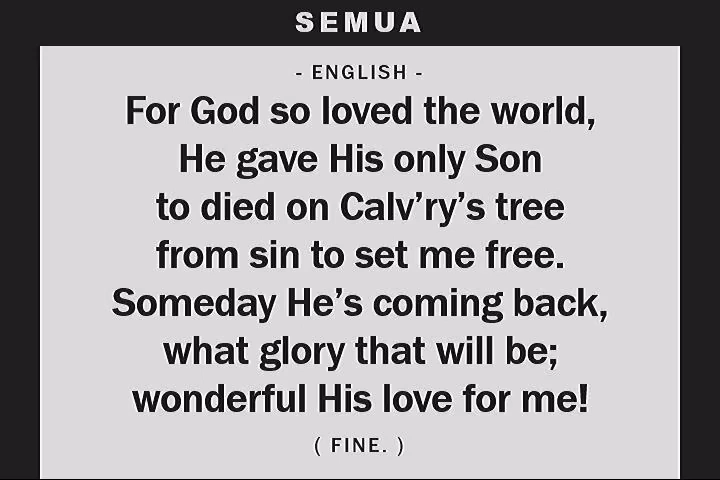 SEMUA
- ENGLISH -
For God so loved the world,
He gave His only Son
to died on Calv’ry’s tree
from sin to set me free.
Someday He’s coming back,
what glory that will be;
wonderful His love for me!
( FINE. )